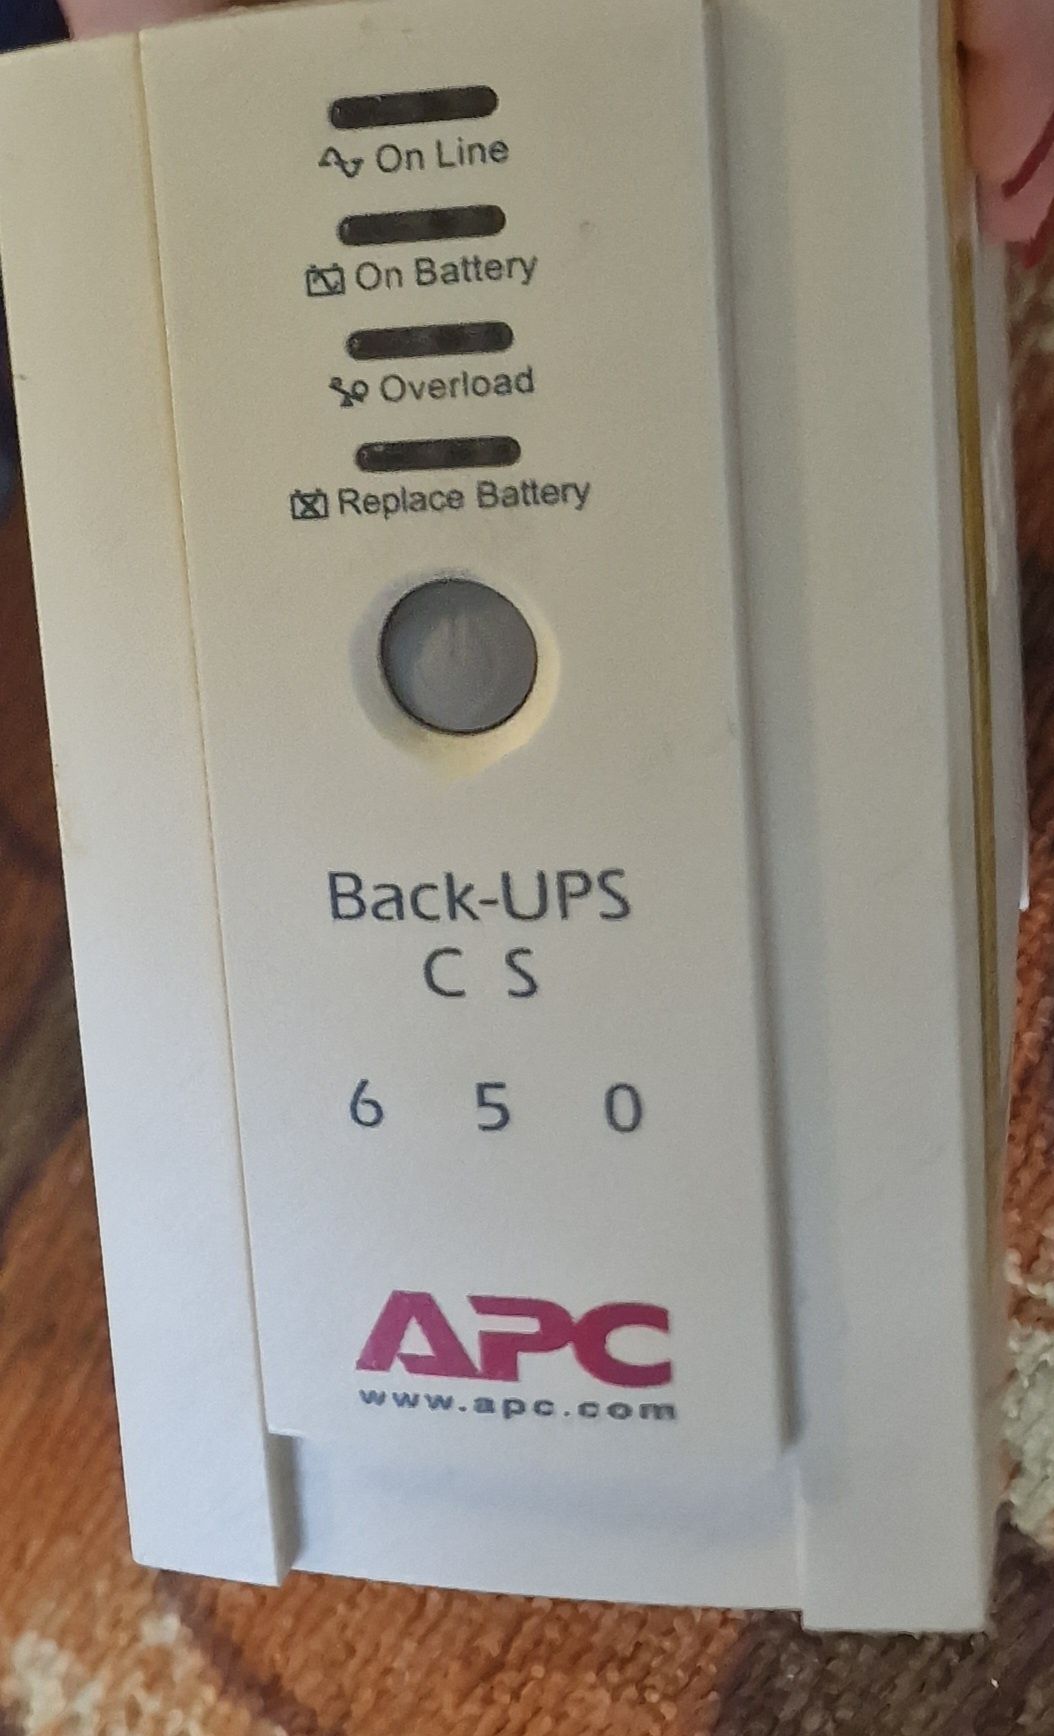 On Line
On Battery
Overload
Replace Battery
Back-UPS
C S
6 5 0
APC
www.apc.com